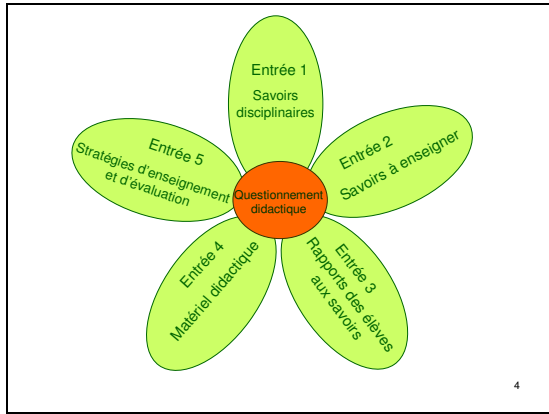 Entrée 1
Savoirs
disciplinaires
Entrée 2
Savoirs à enseigner
Entrée 3
Rapports des élèves
aux savoirs
Entrée 4
Matériel didactique
Entrée 5
Stratégies d'enseignement
et d'évaluation
Questionnement
didactique
4